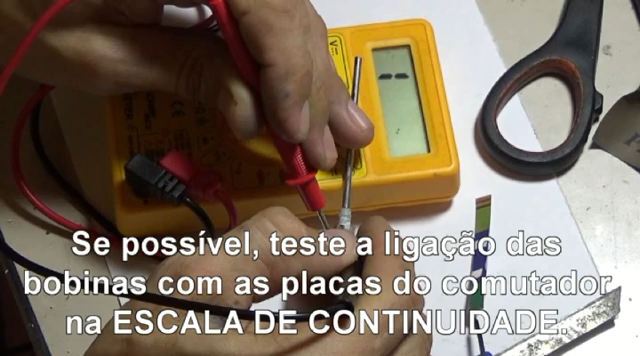 Se possível, teste a ligação das
bobinas com as placas do comutador
na ESCALA DE CONTINUIDADE.